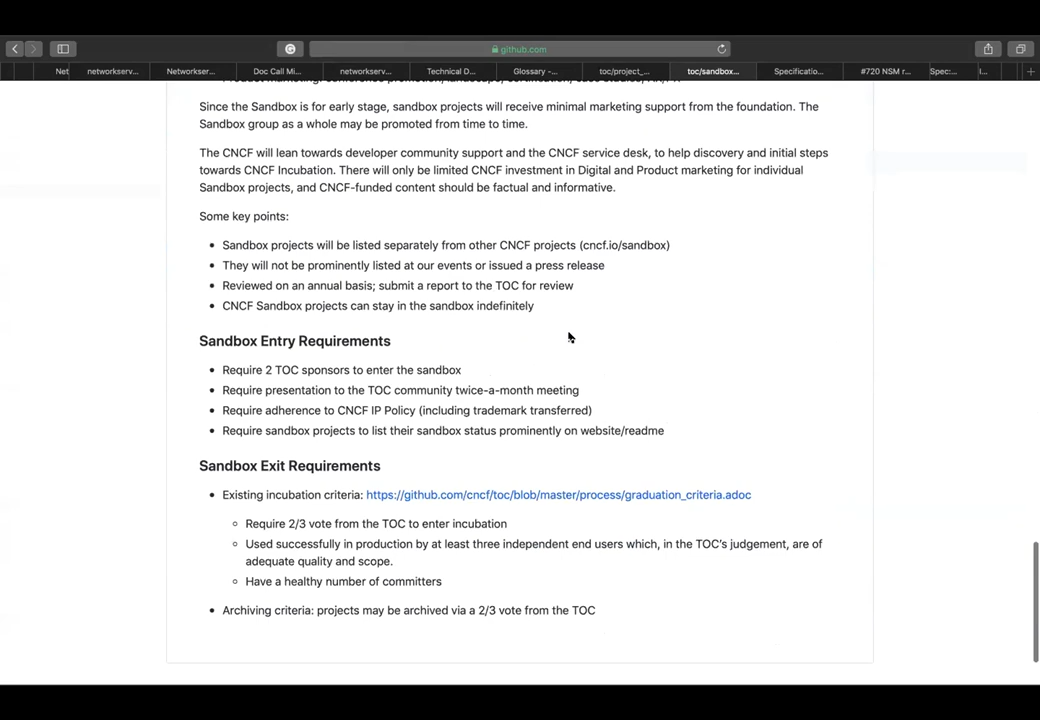 github.com
Net
networkserv...
Networkser...
Doc Call Mi...
networkserv...
Technical D...
Glossary -...
toc/project_...
toc/sandbox...
Specificatio...
#720 NSM r...
Spec:...
I...
Since the Sandbox is for early stage, sandbox projects will receive minimal marketing support from the foundation. The
Sandbox group as a whole may be promoted from time to time.
The CNCF will lean towards developer community support and the CNCF service desk, to help discovery and initial steps
towards CNCF Incubation. There will only be limited CNCF investment in Digital and Product marketing for individual
Sandbox projects, and CNCF-funded content should be factual and informative.
Some key points:
Sandbox projects will be listed separately from other CNCF projects (cncf.io/sandbox)
They will not be prominently listed at our events or issued a press release
Reviewed on an annual basis; submit a report to the TOC for review
CNCF Sandbox projects can stay in the sandbox indefinitely
Sandbox Entry Requirements
Require 2 TOC sponsors to enter the sandbox
Require presentation to the TOC community twice-a-month meeting
Require adherence to CNCF IP Policy (including trademark transferred)
Require sandbox projects to list their sandbox status prominently on website/readme
Sandbox Exit Requirements
Existing incubation criteria: https://github.com/cncf/toc/blob/master/process/graduation_criteria.adoc
Require 2/3 vote from the TOC to enter incubation
Used successfully in production by at least three independent end users which, in the TOC's judgement, are of
adequate quality and scope.
Have a healthy number of committers
Archiving criteria: projects may be archived via a 2/3 vote from the TOC